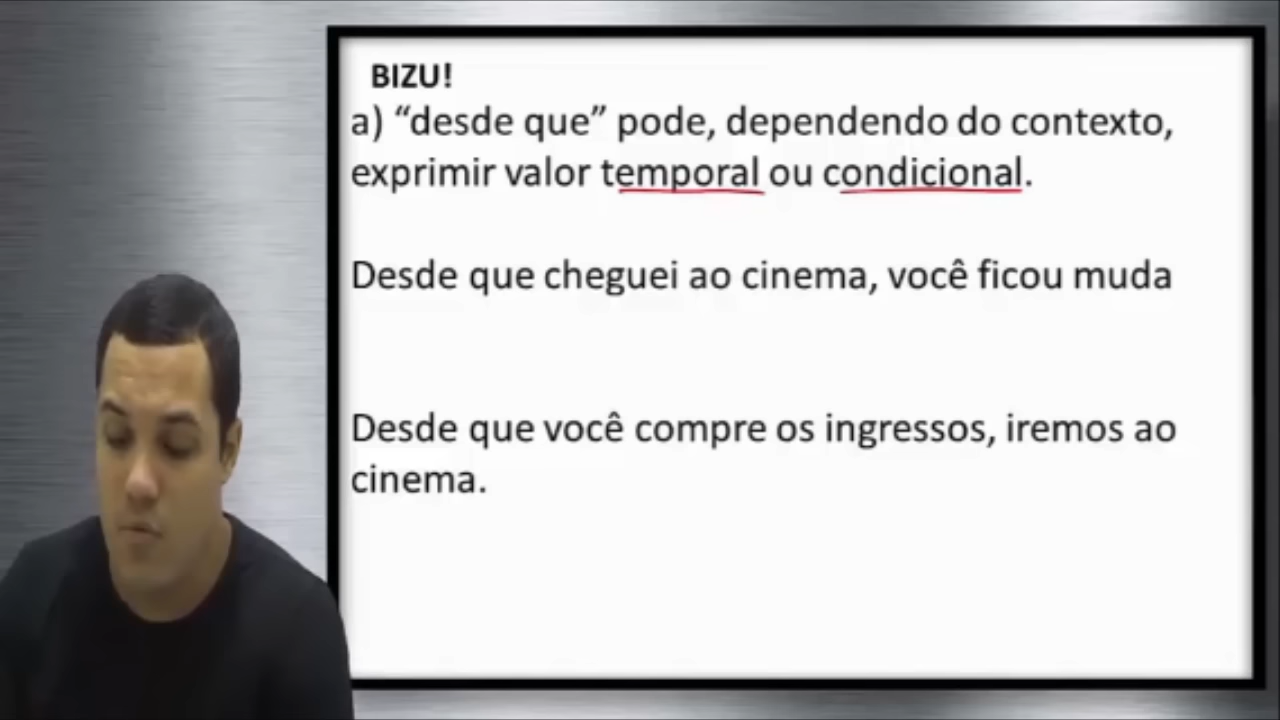 BIZU!
a) “desde que” pode, dependendo do contexto,
exprimir valor temporal ou condicional.
Desde que cheguei ao cinema, você ficou muda
Desde que você compre os ingressos, iremos ao
cinema.